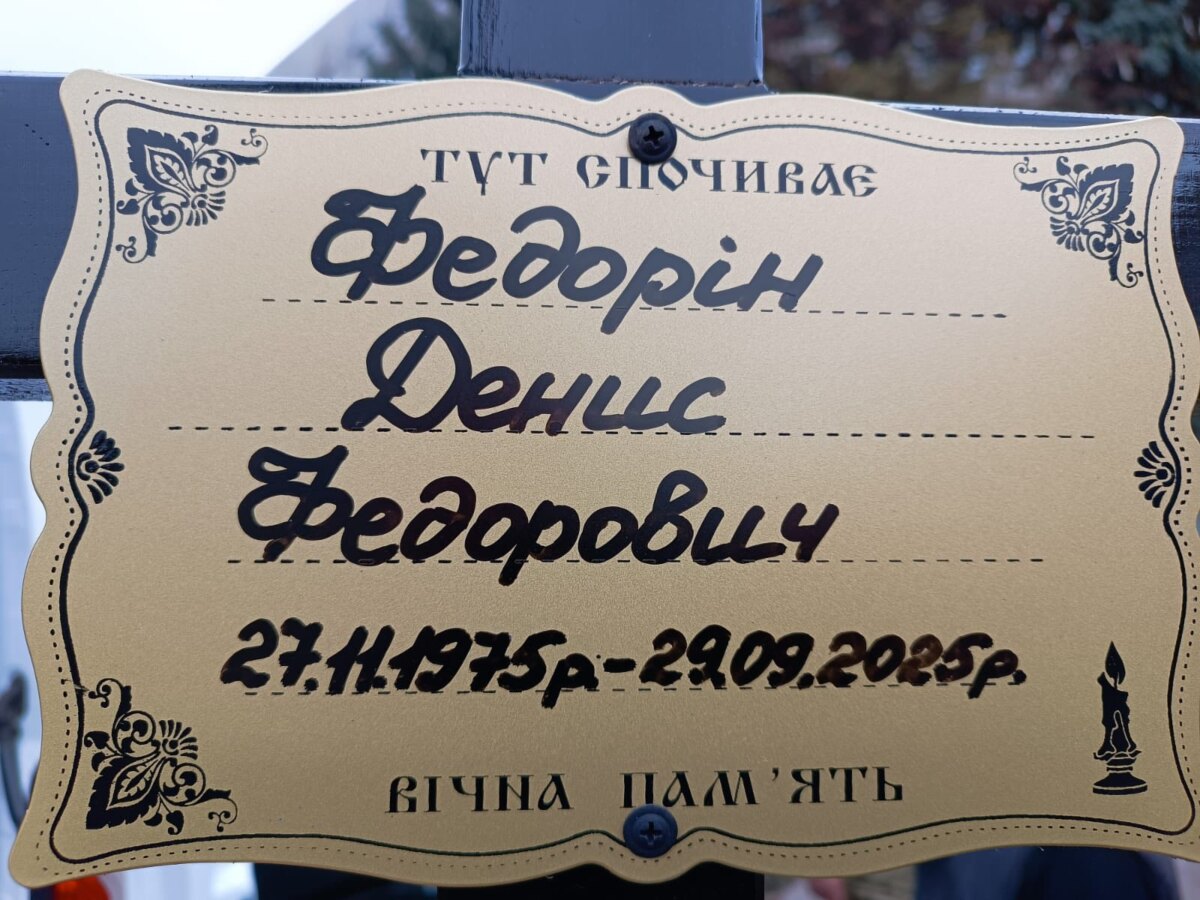 ТУТ СПОЧИВАЄ
Федорін
Денис
Федорович
27.11.1975р.-29.09.2025р.
ВІЧНА ПАМ'ЯТЬ